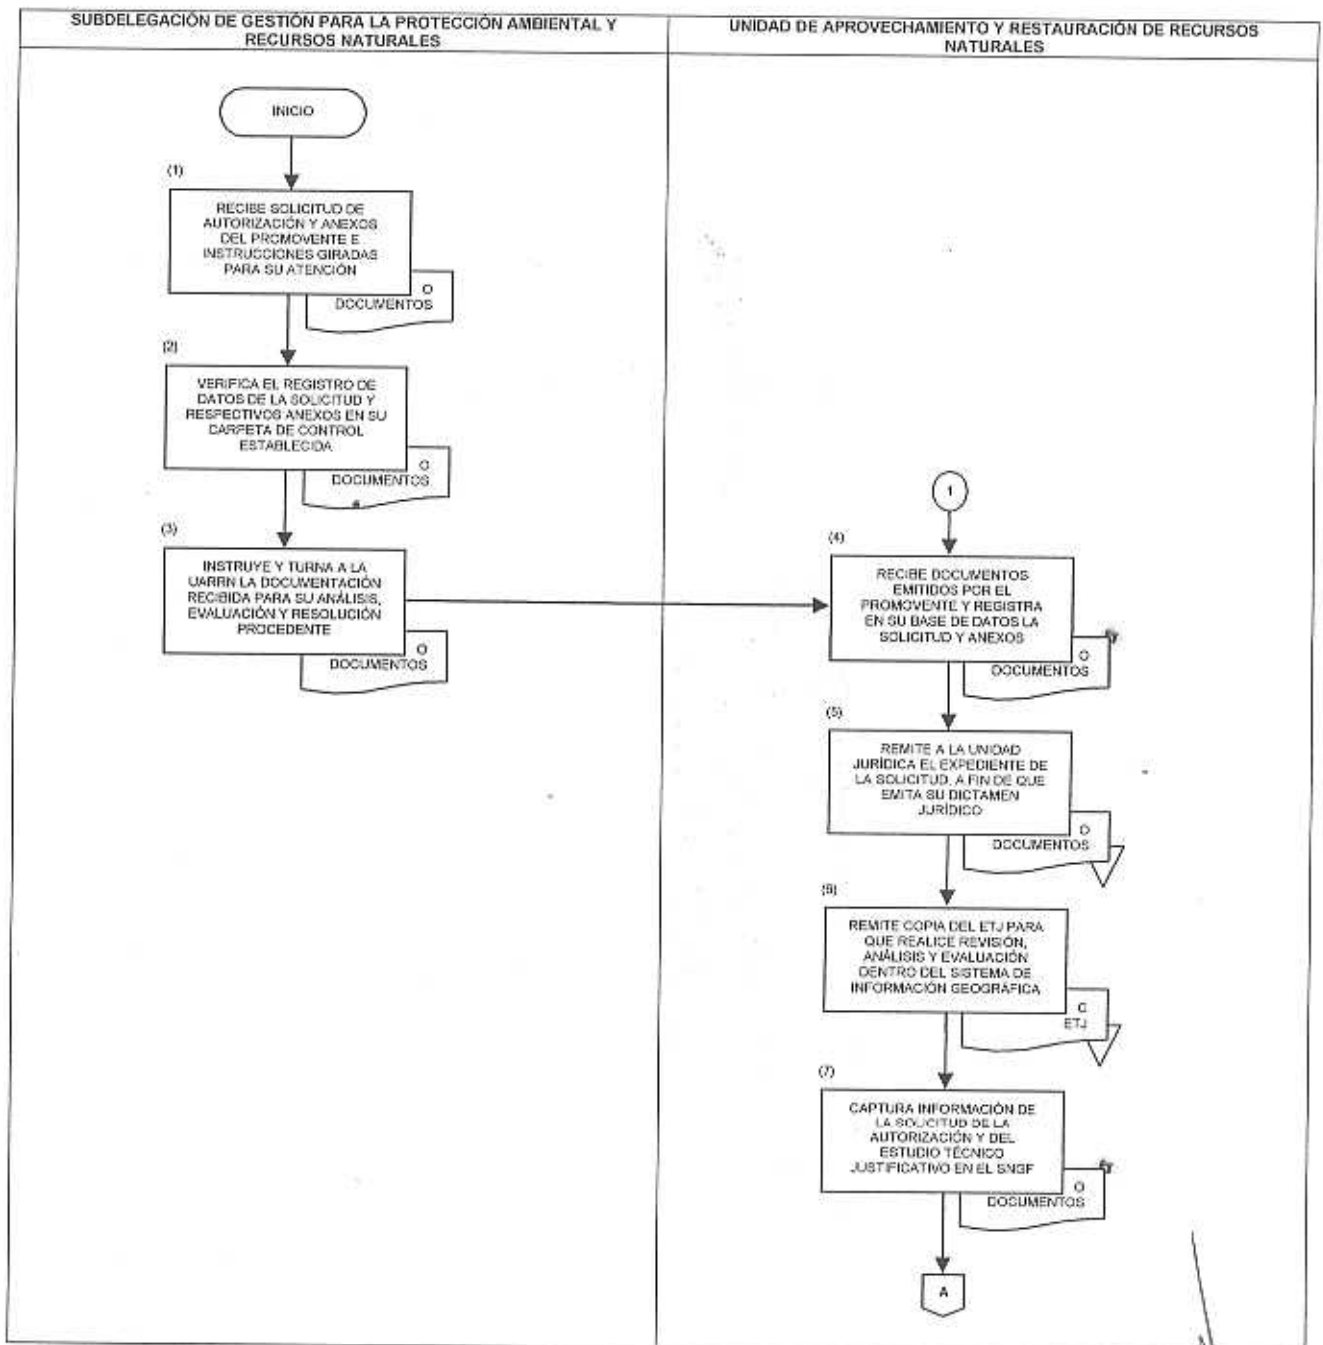 SUBDELEGACIÓN DE GESTIÓN PARA LA PROTECCIÓN AMBIENTAL Y
RECURSOS NATURALES
UNIDAD DE APROVECHAMIENTO Y RESTAURACIÓN DE RECURSOS
NATURALES
INICIO
(1)
RECIBE SOLICITUD DE
AUTORIZACIÓN Y ANEXOS
DEL PROMOVENTE E
INSTRUCCIONES GIRADAS
PARA SU ATENCIÓN
O
DOCUMENTOS
(2)
VERIFICA EL REGISTRO DE
DATOS DE LA SOLICITUD Y
RESPECTIVOS ANEXOS EN SU
CARPETA DE CONTROL
ESTABLECIDA
O
DOCUMENTOS
(3)
INSTRUYE Y TURNA A LA
UARRN LA DOCUMENTACIÓN
RECIBIDA PARA SU ANÁLISIS,
EVALUACIÓN Y RESOLUCIÓN
PROCEDENTE
O
DOCUMENTOS
1
(4)
RECIBE DOCUMENTOS
EMITIDOS POR EL
PROMOVENTE Y REGISTRA
EN SU BASE DE DATOS LA
SOLICITUD Y ANEXOS
O
DOCUMENTOS
(5)
REMITE A LA UNIDAD
JURÍDICA EL EXPEDIENTE DE
LA SOLICITUD, A FIN DE QUE
EMITA SU DICTAMEN
JURÍDICO
O
DOCUMENTOS
(6)
REMITE COPIA DEL ETJ PARA
QUE REALICE REVISIÓN,
ANÁLISIS Y EVALUACIÓN
DENTRO DEL SISTEMA DE
INFORMACIÓN GEOGRÁFICA
C
ETJ
(7)
CAPTURA INFORMACIÓN DE
LA SOLICITUD DE LA
AUTORIZACIÓN Y DEL
ESTUDIO TÉCNICO
JUSTIFICATIVO EN EL SNGF
O
DOCUMENTOS
A